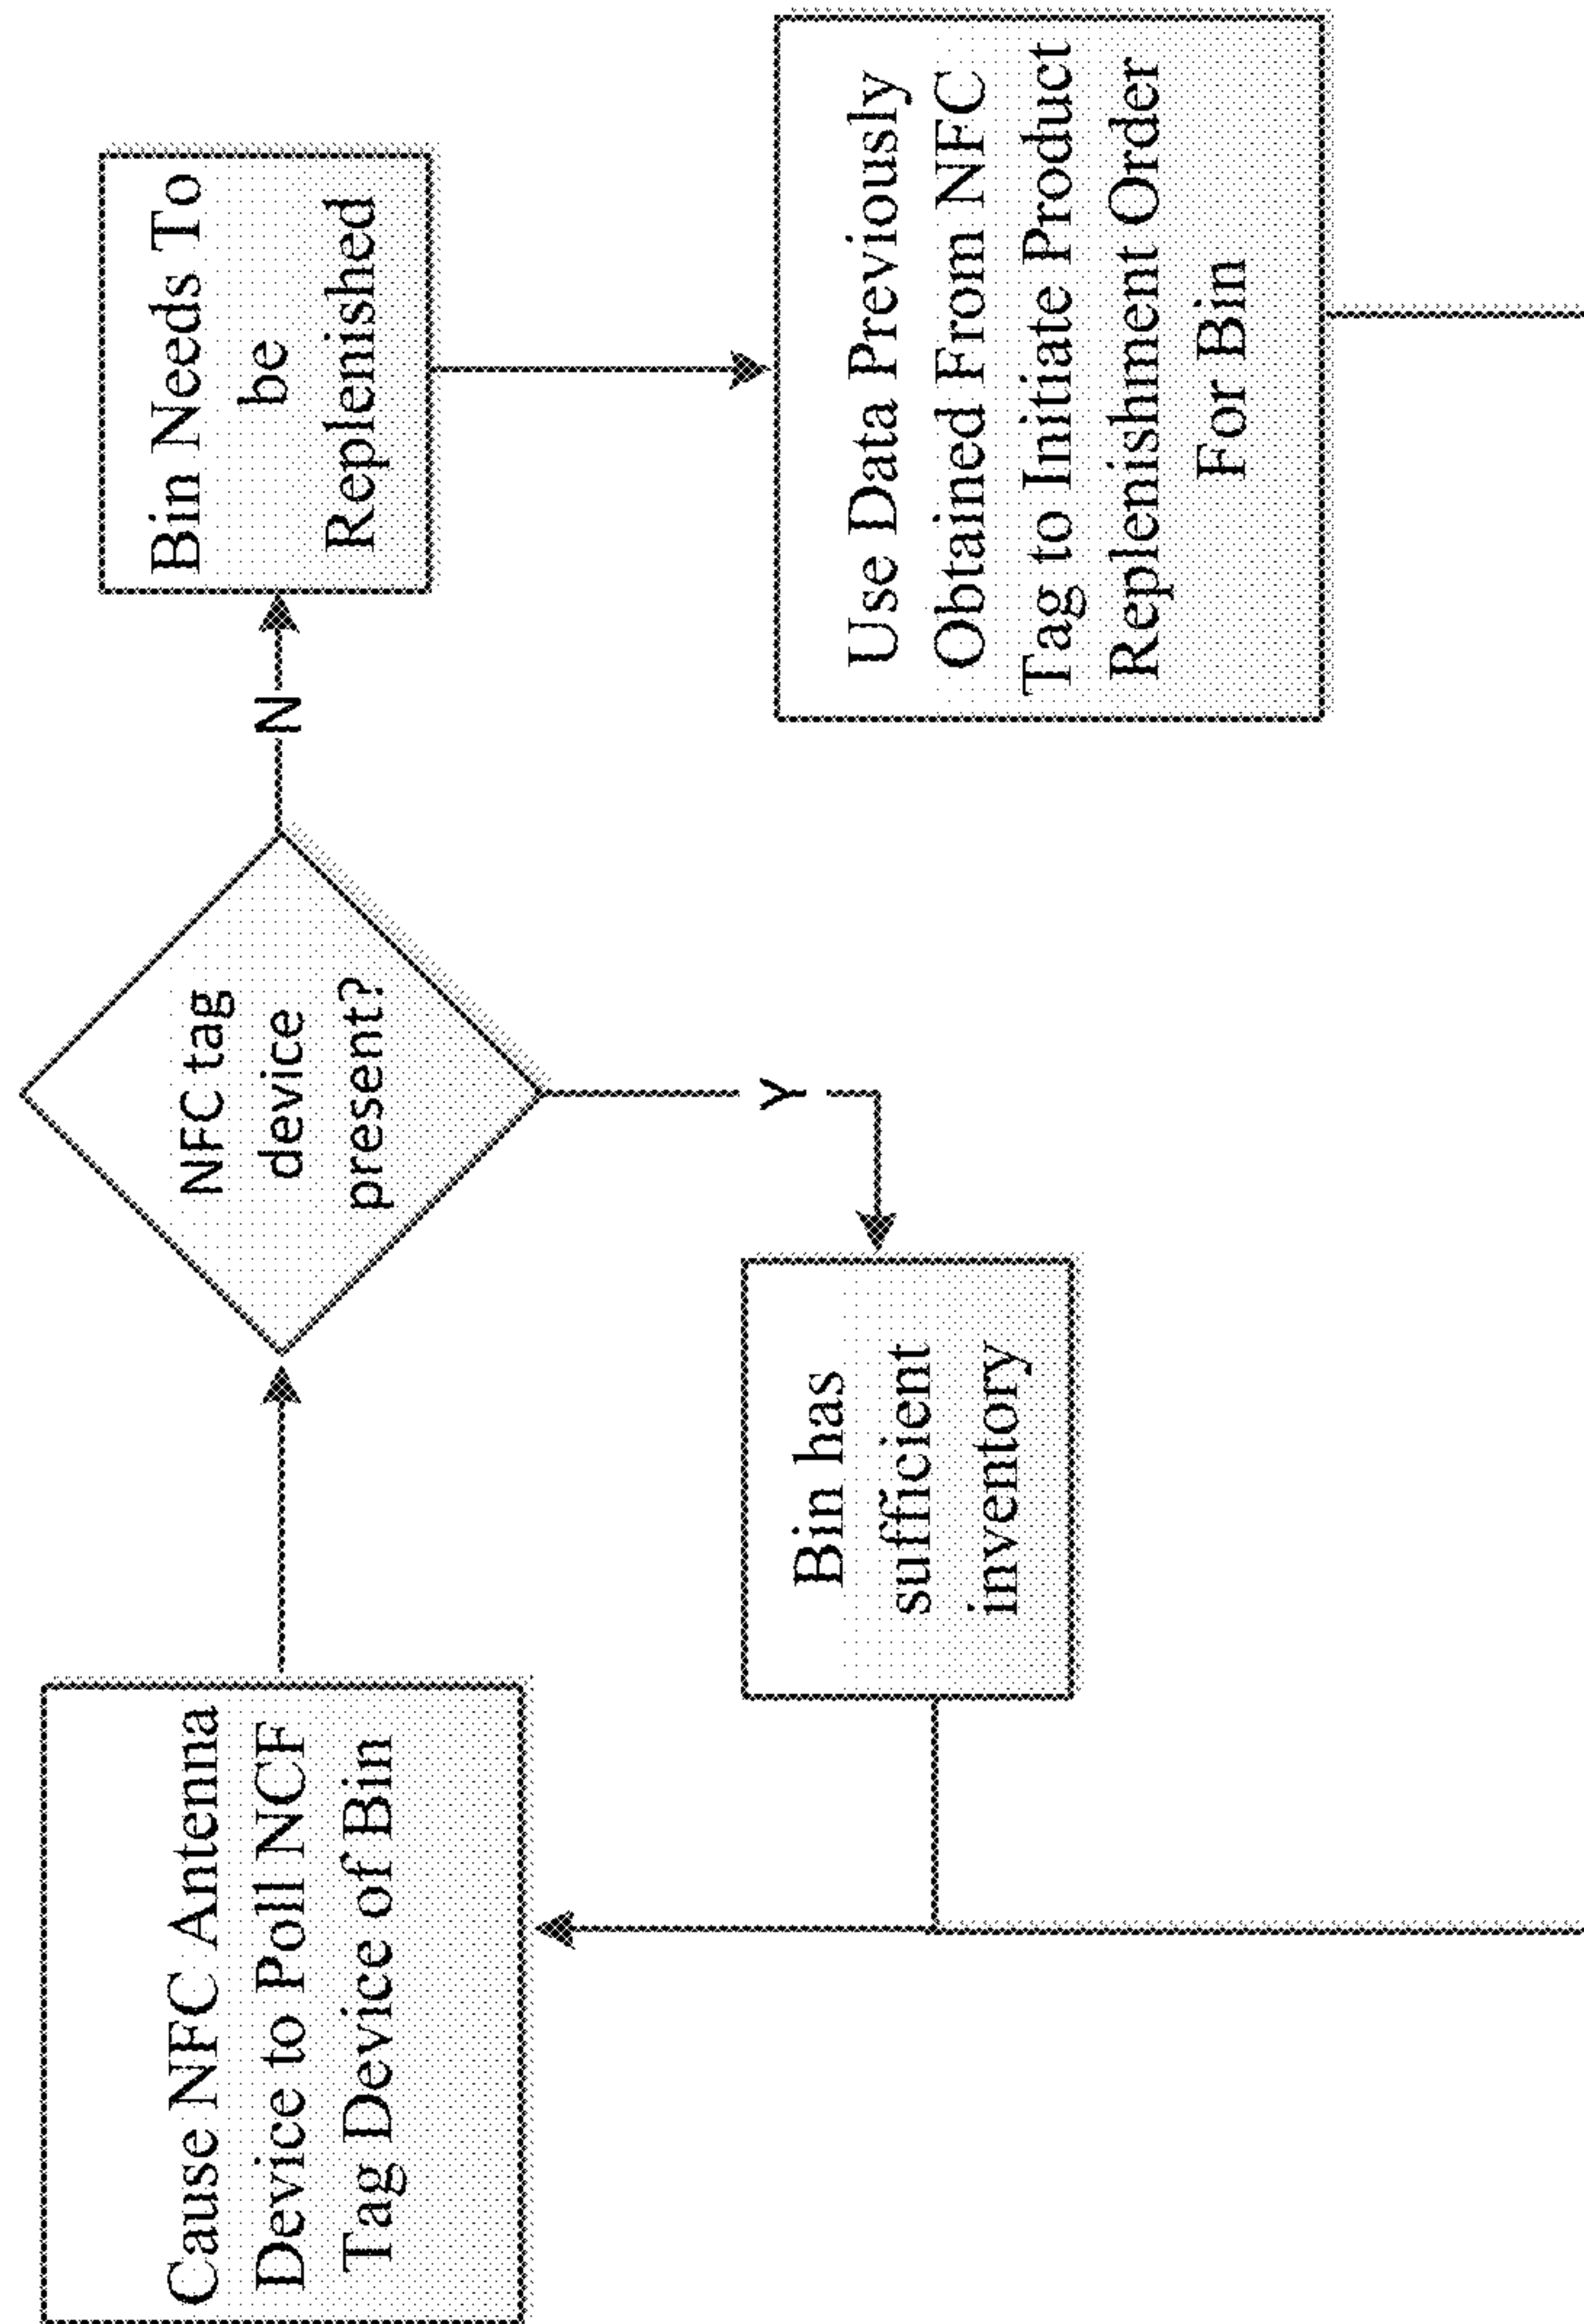 Cause NFC Antenna
Device to Poll NCF
Tag Device of Bin
NFC tag
device
present?
N
Bin Needs To
be
Replenished
Y
Bin has
sufficient
inventory
Use Data Previously
Obtained From NFC
Tag to Initiate Product
Replenishment Order
For Bin